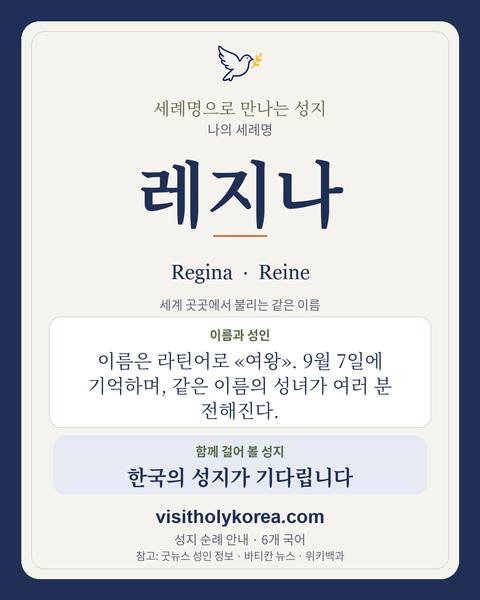 세례명으로 만나는 성지
나의 세례명
레지나
Regina · Reine
세계 곳곳에서 불리는 같은 이름
이름과 성인
이름은 라틴어로 «여왕». 9월 7일에
기억하며, 같은 이름의 성녀가 여러 분
전해진다.
함께 걸어 볼 성지
한국의 성지가 기다립니다
visitholykorea.com
성지 순례 안내 · 6개 국어
참고: 굿뉴스 성인 정보 · 바티칸 뉴스 · 위키백과